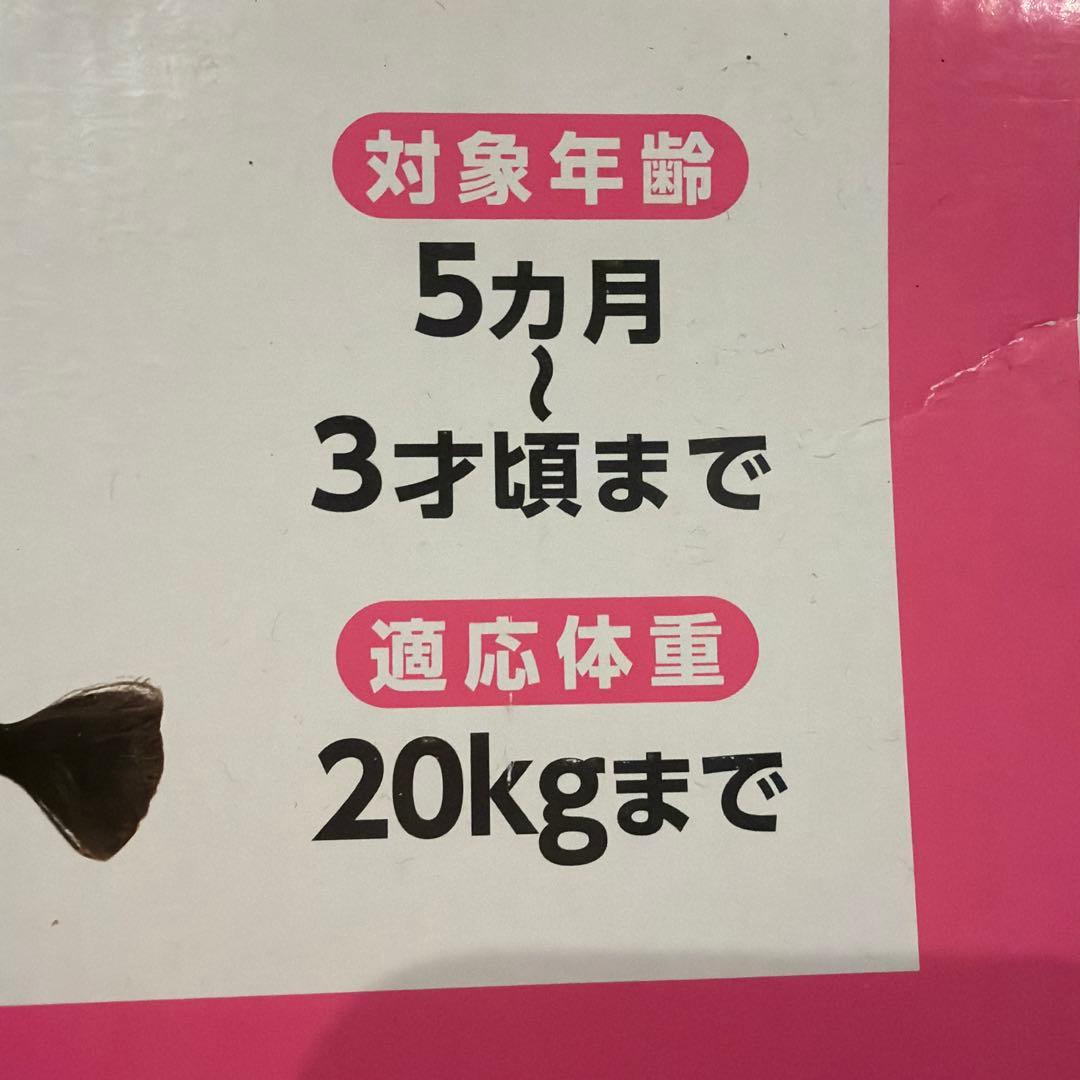 対象年齢
5カ月
〜
3才頃まで
適応体重
20kgまで